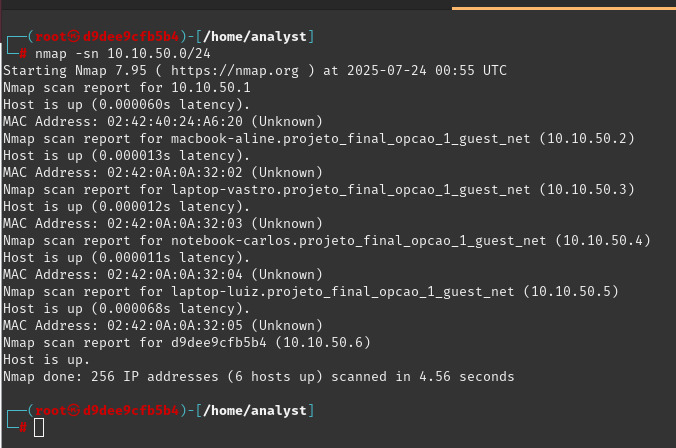 ┌──(root㉿d9dee9cfb5b4)-[/home/analyst]
└─# nmap -sn 10.10.50.0/24
Starting Nmap 7.95 ( https://nmap.org ) at 2025-07-24 00:55 UTC
Nmap scan report for 10.10.50.1
Host is up (0.000060s latency).
MAC Address: 02:42:40:24:A6:20 (Unknown)
Nmap scan report for macbook-aline.projeto_final_opcao_1_guest_net (10.10.50.2)
Host is up (0.000013s latency).
MAC Address: 02:42:0A:0A:32:02 (Unknown)
Nmap scan report for laptop-vastro.projeto_final_opcao_1_guest_net (10.10.50.3)
Host is up (0.000012s latency).
MAC Address: 02:42:0A:0A:32:03 (Unknown)
Nmap scan report for notebook-carlos.projeto_final_opcao_1_guest_net (10.10.50.4)
Host is up (0.000011s latency).
MAC Address: 02:42:0A:0A:32:04 (Unknown)
Nmap scan report for laptop-luiz.projeto_final_opcao_1_guest_net (10.10.50.5)
Host is up (0.000068s latency).
MAC Address: 02:42:0A:0A:32:05 (Unknown)
Nmap scan report for d9dee9cfb5b4 (10.10.50.6)
Host is up.
Nmap done: 256 IP addresses (6 hosts up) scanned in 4.56 seconds
┌──(root㉿d9dee9cfb5b4)-[/home/analyst]
└─#